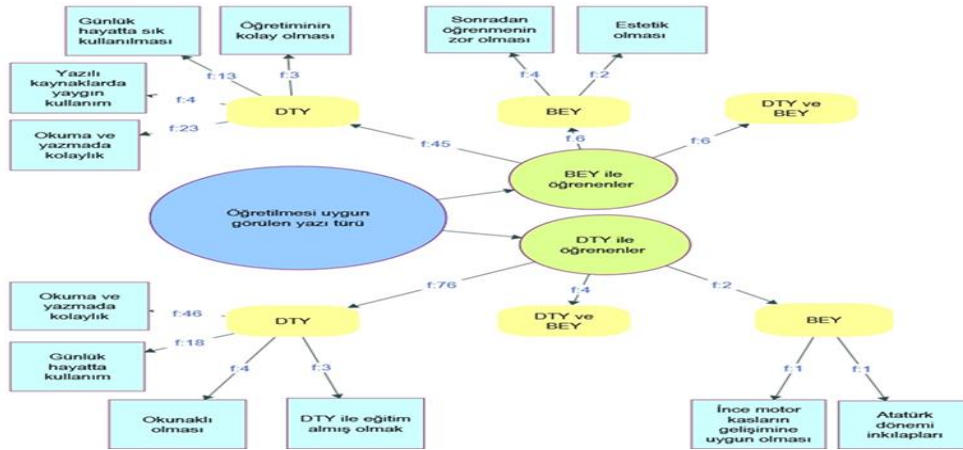 Günlük
hayatta sık
kullanılması
Öğretiminin
kolay olması
Sonradan
öğrenmenin
zor olması
Estetik
olması
f:13
f:3
f:4
f:2
Yazılı
kaynaklarda
yaygın
kullanım
f:4
DTY
BEY
DTY ve
BEY
Okuma ve
yazmada
kolaylık
f:23
f:45
f:6
f:6
BEY ile
öğrenenler
Öğretilmesi uygun
görülen yazı türü
DTY ile
öğrenenler
f:76
f:4
f:2
Okuma ve
yazmada
kolaylık
f:46
DTY
DTY ve
BEY
BEY
f:18
Günlük
hayatta
kullanım
f:4
f:3
f:1
f:1
Okunaklı
olması
DTY ile eğitim
almış olmak
İnce motor
kasların
gelişimine
uygun olması
Atatürk
dönemi
inkılapları